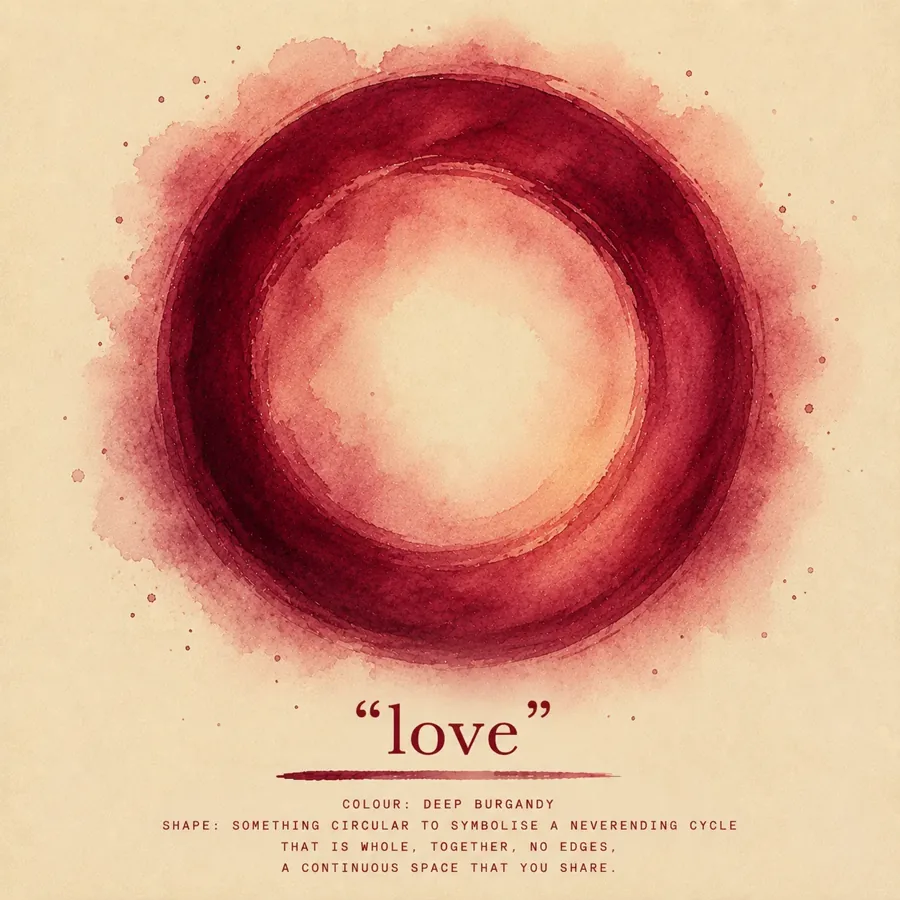 “love”
COLOUR: DEEP BURGANDY
SHAPE: SOMETHING CIRCULAR TO SYMBOLISE A NEVERENDING CYCLE
THAT IS WHOLE, TOGETHER, NO EDGES,
A CONTINUOUS SPACE THAT YOU SHARE.